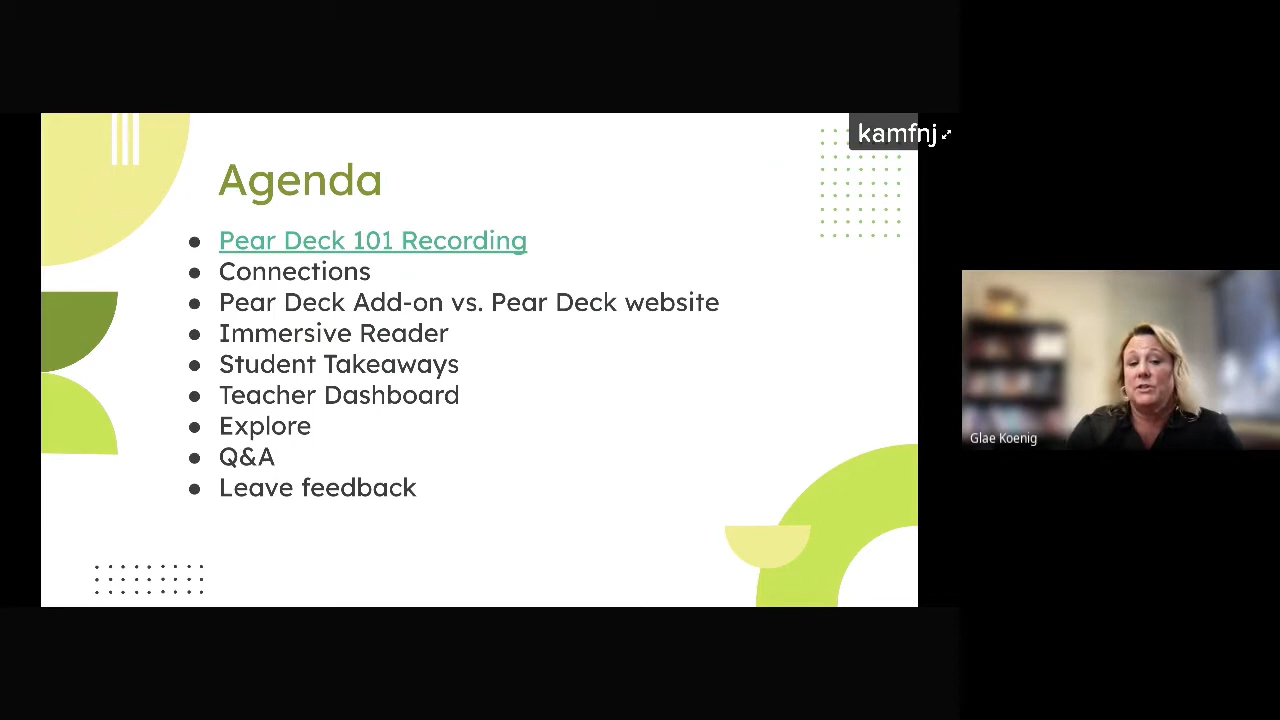 kamfnj
Agenda
● Pear Deck 101 Recording
● Connections
● Pear Deck Add-on vs. Pear Deck website
● Immersive Reader
● Student Takeaways
● Teacher Dashboard
● Explore
● Q&A
● Leave feedback
Glae Koenig